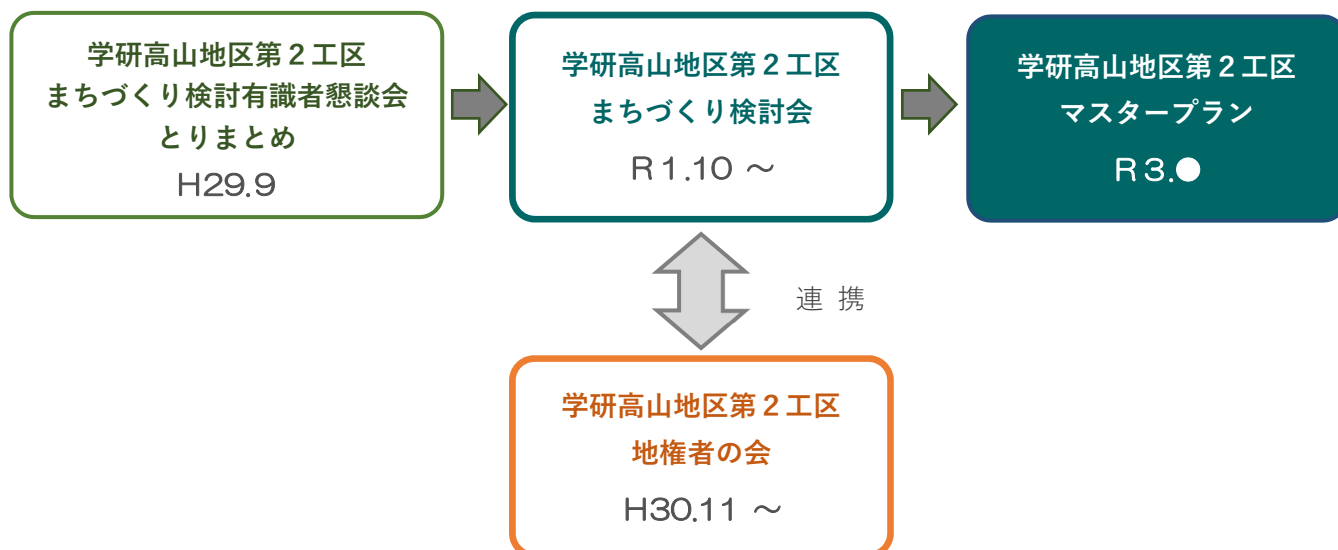 学研高山地区第２工区
まちづくり検討有識者懇談会
とりまとめ
H29.9
学研高山地区第２工区
まちづくり検討会
Ｒ１.10 ～
学研高山地区第２工区
マスタープラン
Ｒ３.●
連 携
学研高山地区第２工区
地権者の会
H30.11 ～